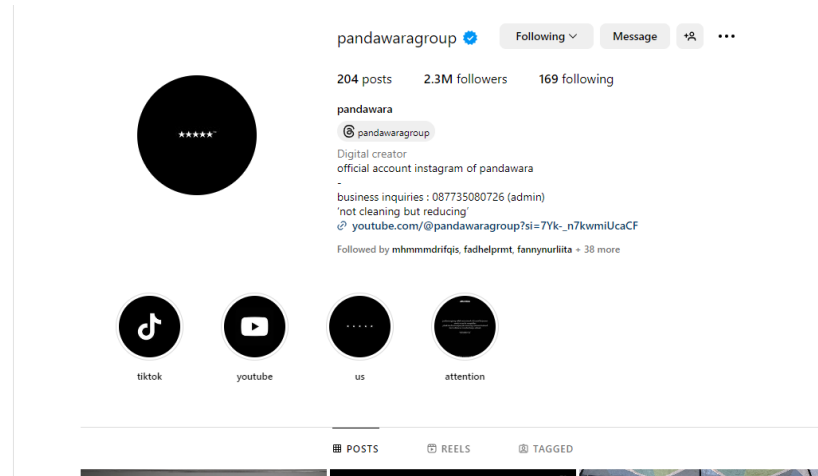 pandawaragroup
Following
Message
204 posts 2.3M followers 169 following
★★★★★
pandawara
pandawaragroup
Digital creator
official account instagram of pandawara
-
business inquiries : 087735080726 (admin)
'not cleaning but reducing'
youtube.com/@pandawaragroup?si=7Yk-_n7kwmiUcaCF
Followed by mhmmmdrifqis, fadhelprmt, fannynurliita + 38 more
tiktok youtube us attention
POSTS REELS TAGGED